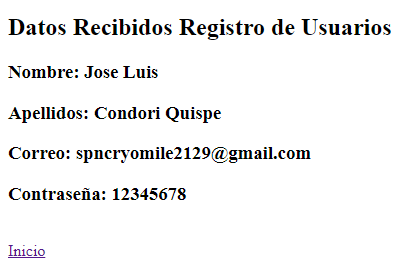 Datos Recibidos Registro de Usuarios
Nombre: Jose Luis
Apellidos: Condori Quispe
Correo: spncryomile2129@gmail.com
Contraseña: 12345678
Inicio